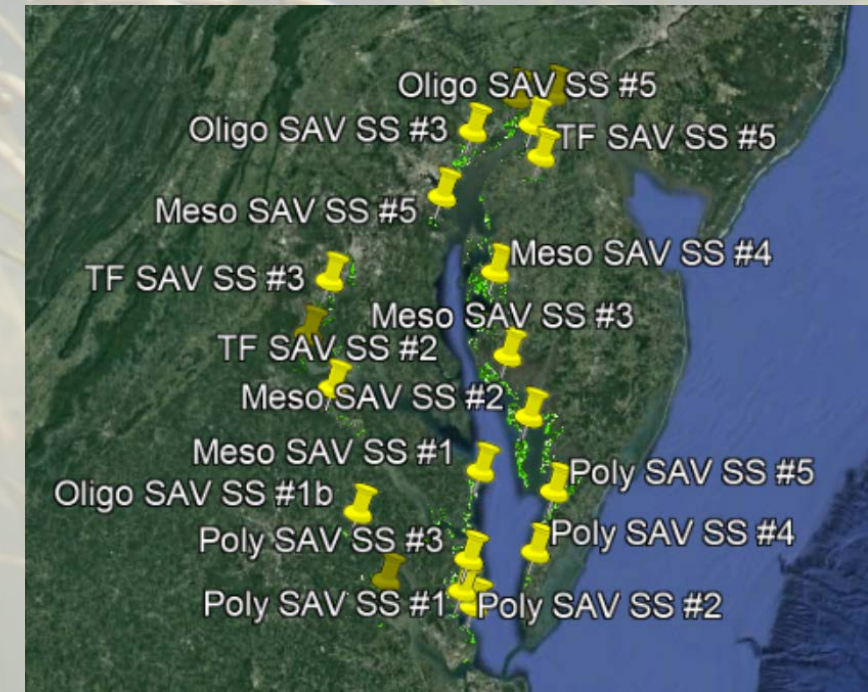 Oligo SAV SS #5
Oligo SAV SS #3
TF SAV SS #5
Meso SAV SS #5
Meso SAV SS #4
TF SAV SS #3
Meso SAV SS #3
TF SAV SS #2
Meso SAV SS #2
Meso SAV SS #1
Poly SAV SS #5
Oligo SAV SS #1b
Poly SAV SS #3
Poly SAV SS #4
Poly SAV SS #1
Poly SAV SS #2